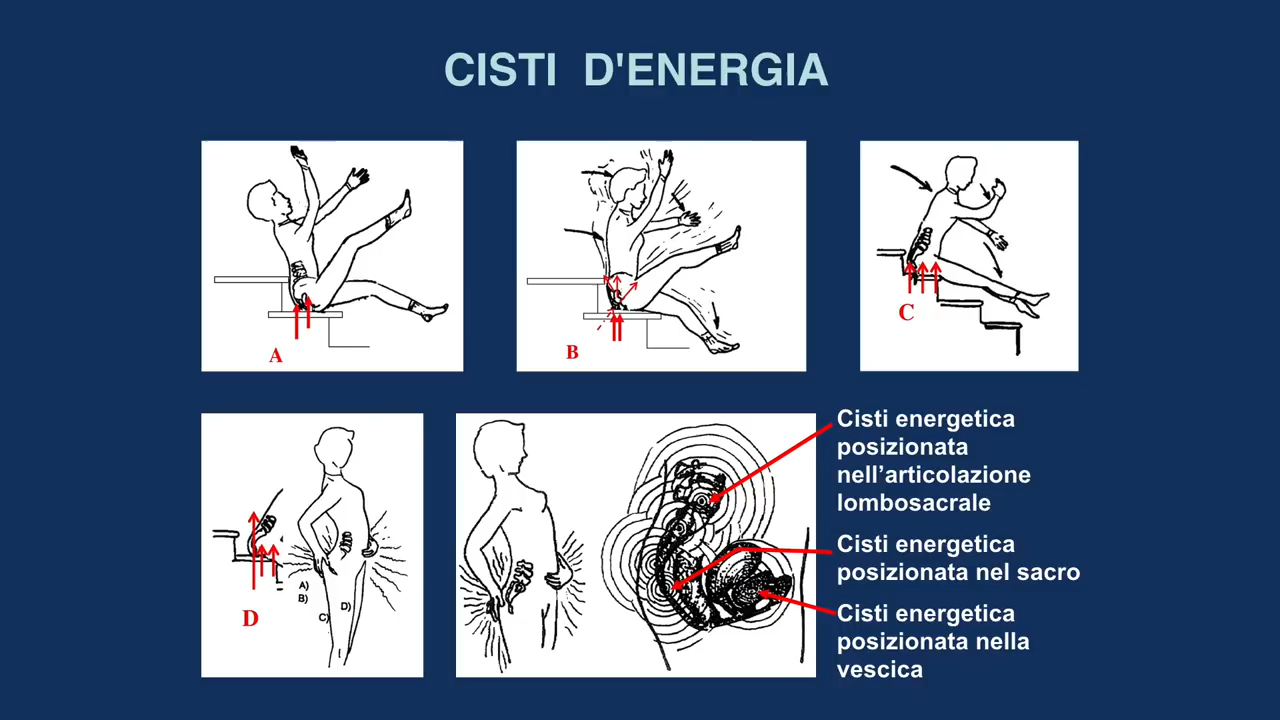 CISTI D'ENERGIA
A
B
C
D
A)
B)
C)
D)
Cisti energetica
posizionata
nell’articolazione
lombosacrale
Cisti energetica
posizionata nel sacro
Cisti energetica
posizionata nella
vescica